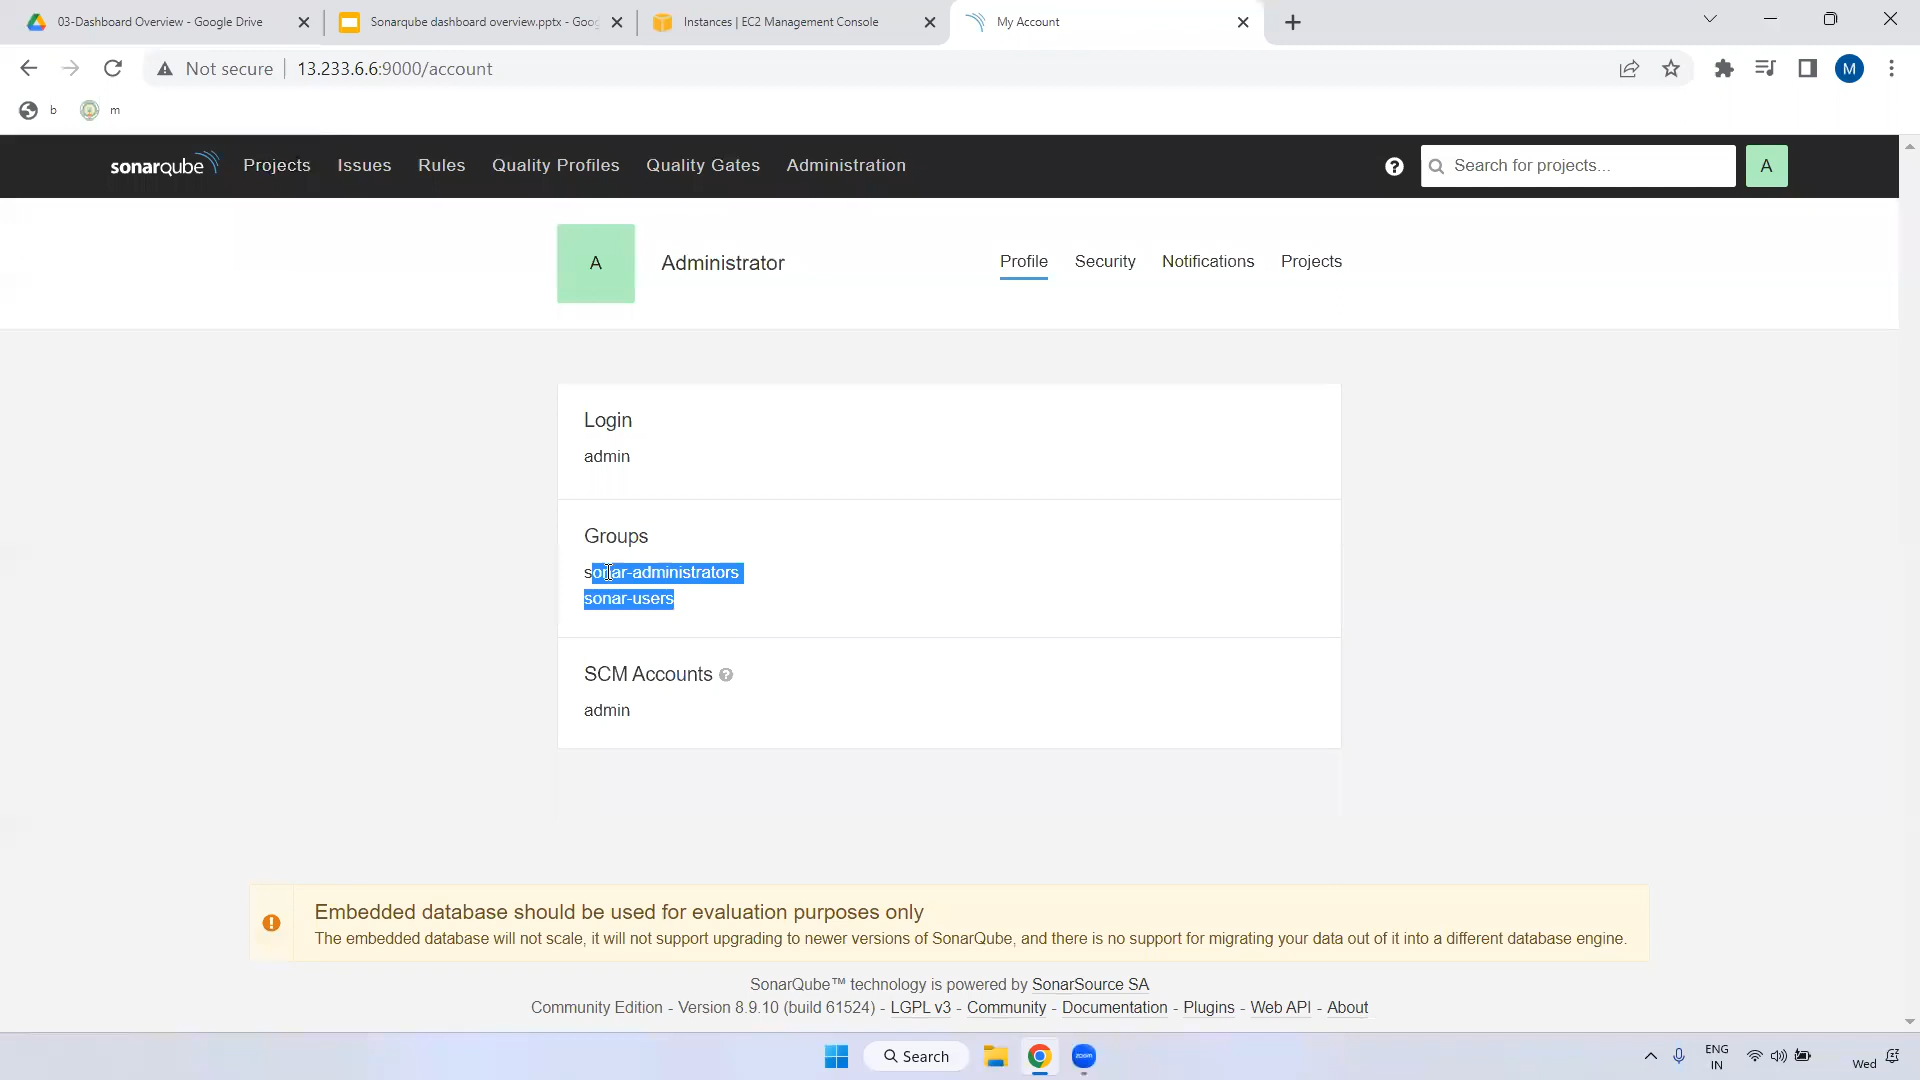 03-Dashboard Overview - Google Drive
Sonarqube dashboard overview.pptx - Goog
Instances | EC2 Management Console
My Account
Not secure
13.233.6.6:9000/account
M
b
m
sonarqube
Projects
Issues
Rules
Quality Profiles
Quality Gates
Administration
?
Search for projects...
A
A
Administrator
Profile
Security
Notifications
Projects
Login
admin
Groups
sonar-administrators
sonar-users
SCM Accounts ?
admin
!
Embedded database should be used for evaluation purposes only
The embedded database will not scale, it will not support upgrading to newer versions of SonarQube, and there is no support for migrating your data out of it into a different database engine.
SonarQube™ technology is powered by SonarSource SA
Community Edition - Version 8.9.10 (build 61524) - LGPL v3 - Community - Documentation - Plugins - Web API - About
Search
zoom
ENG
IN
Wed